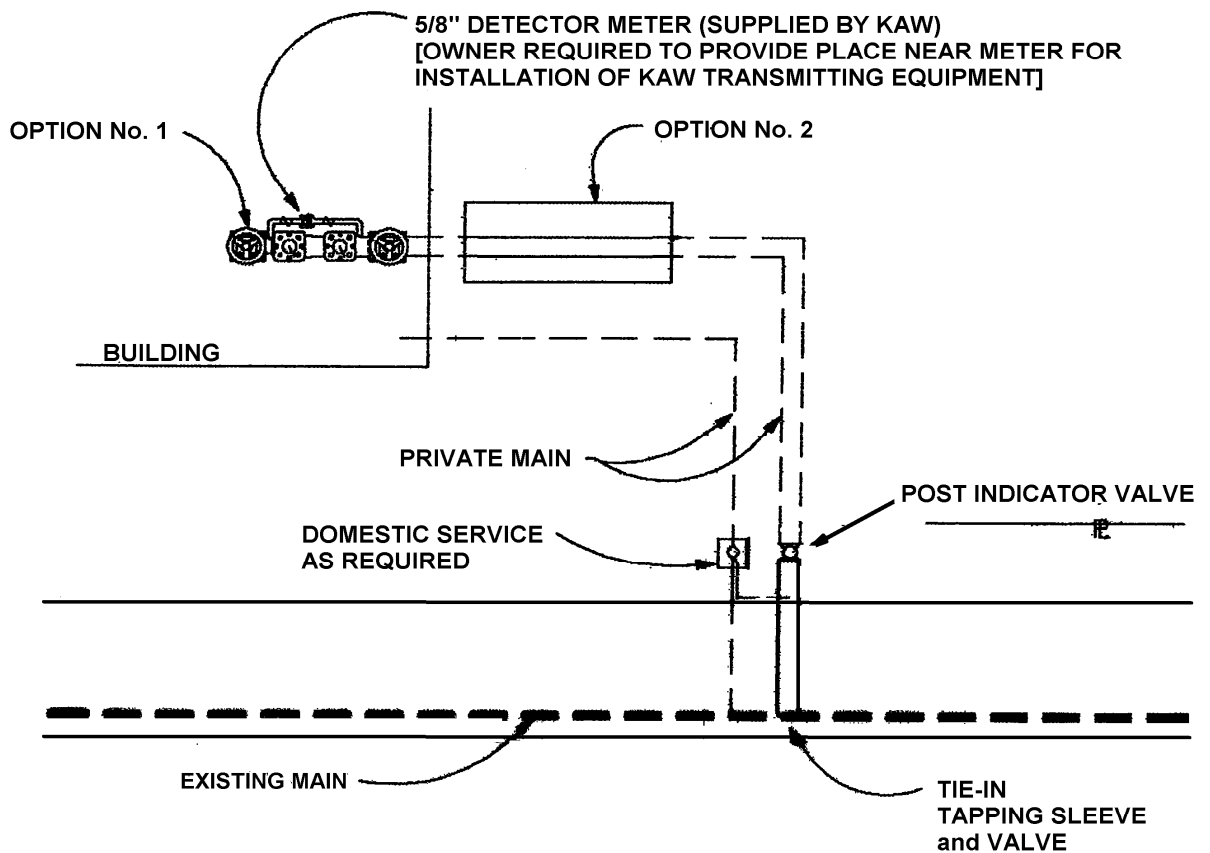 5/8" DETECTOR METER (SUPPLIED BY KAW)
[OWNER REQUIRED TO PROVIDE PLACE NEAR METER FOR
INSTALLATION OF KAW TRANSMITTING EQUIPMENT]
OPTION No. 1
OPTION No. 2
BUILDING
PRIVATE MAIN
POST INDICATOR VALVE
DOMESTIC SERVICE
AS REQUIRED
EXISTING MAIN
TIE-IN
TAPPING SLEEVE
and VALVE